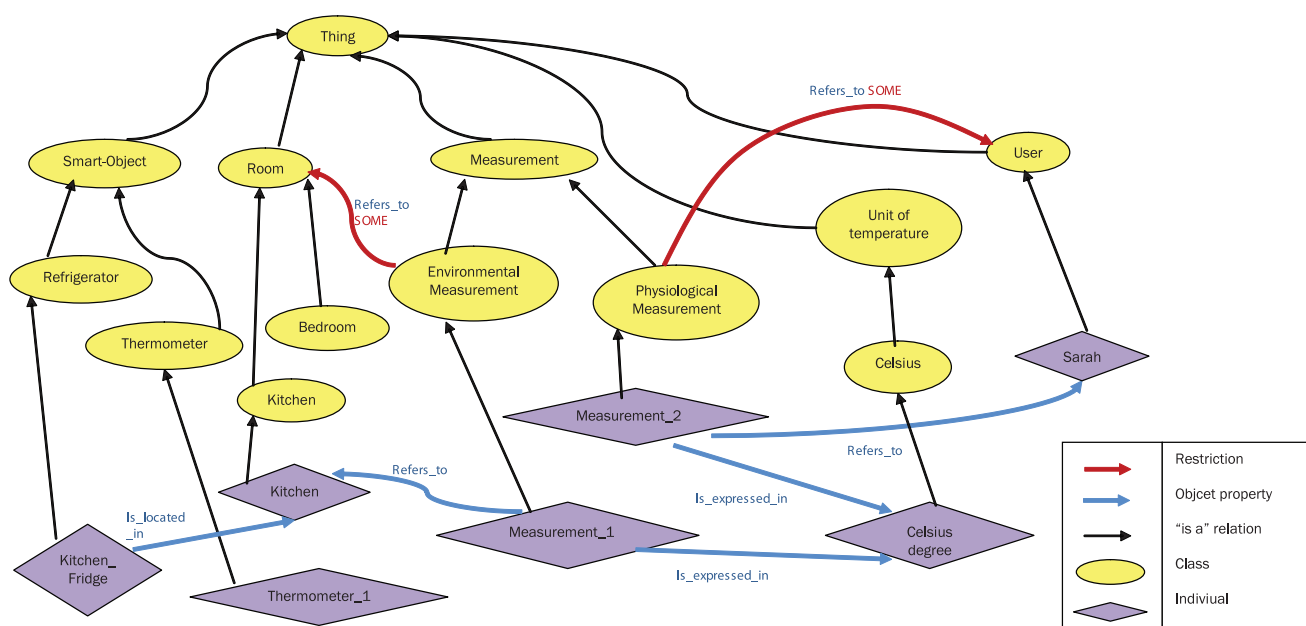 Thing
Refers_to SOME
Smart-Object
Room
Measurement
User
Refers_to
SOME
Unit of
temperature
Refrigerator
Environmental
Measurement
Physiological
Measurement
Thermometer
Bedroom
Celsius
Sarah
Kitchen
Measurement_2
Refers_to
Restriction
Refers_to
Kitchen
Is_expressed_in
Objcet property
Is_located
_in
Measurement_1
Celsius
degree
"is a" relation
Kitchen_
Fridge
Is_expressed_in
Class
Thermometer_1
Indiviual